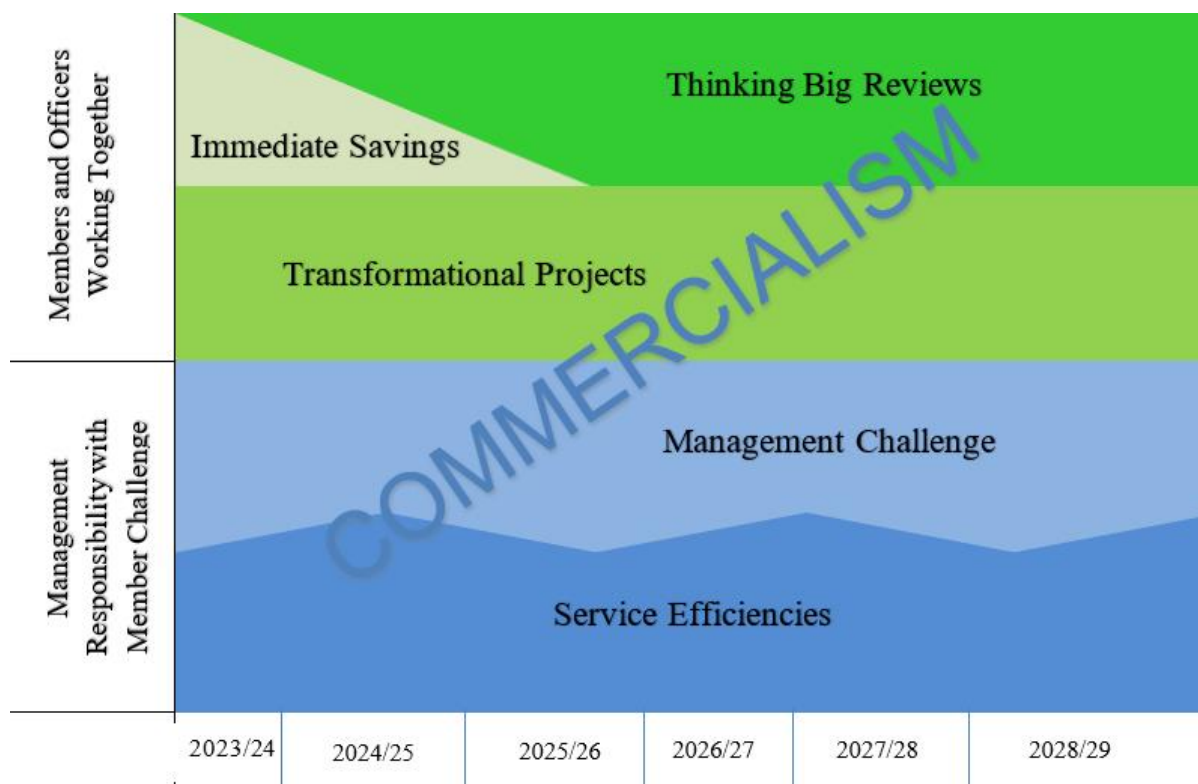 Members and Officers
Working Together
Thinking Big Reviews
Immediate Savings
Transformational Projects
COMMERCIALISM
Management
Responsibility with
Member Challenge
Management Challenge
Service Efficiencies
2023/24
2024/25
2025/26
2026/27
2027/28
2028/29